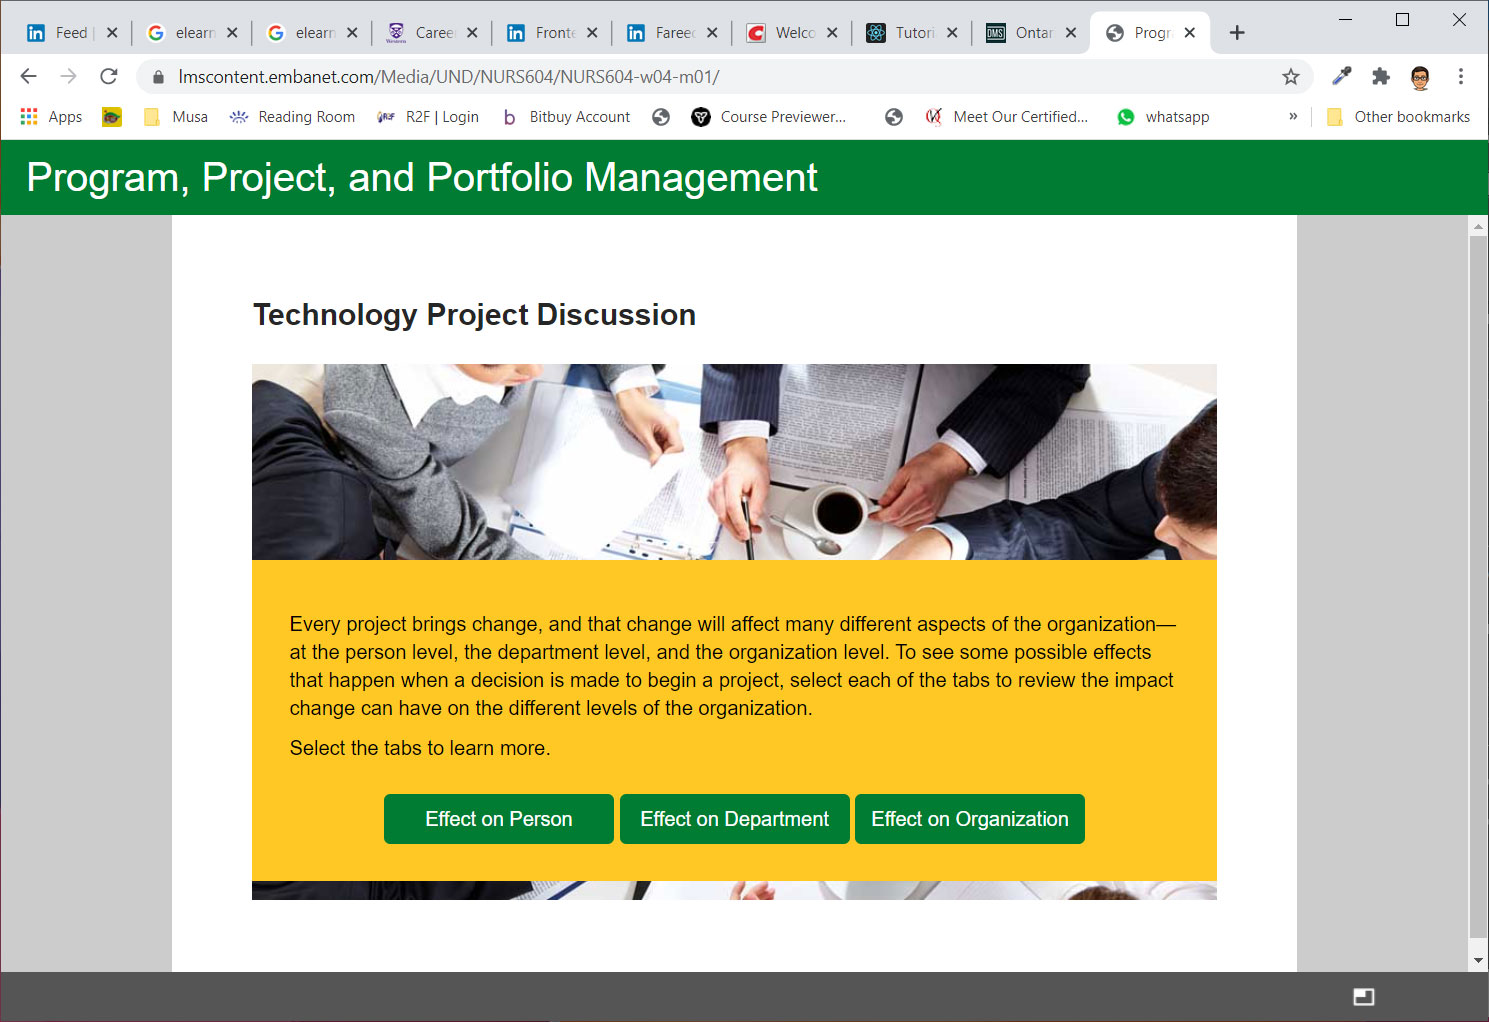 Feed
elearn
elearn
Caree
Fronte
Fareed
Welco
Tutori
Ontar
Progr
lmscontent.embanet.com/Media/UND/NURS604/NURS604-w04-m01/
Apps
Musa
Reading Room
R2F | Login
Bitbuy Account
Course Previewer...
Meet Our Certified...
whatsapp
»
Other bookmarks
Program, Project, and Portfolio Management
Technology Project Discussion
Every project brings change, and that change will affect many different aspects of the organization—
at the person level, the department level, and the organization level. To see some possible effects
that happen when a decision is made to begin a project, select each of the tabs to review the impact
change can have on the different levels of the organization.
Select the tabs to learn more.
Effect on Person
Effect on Department
Effect on Organization